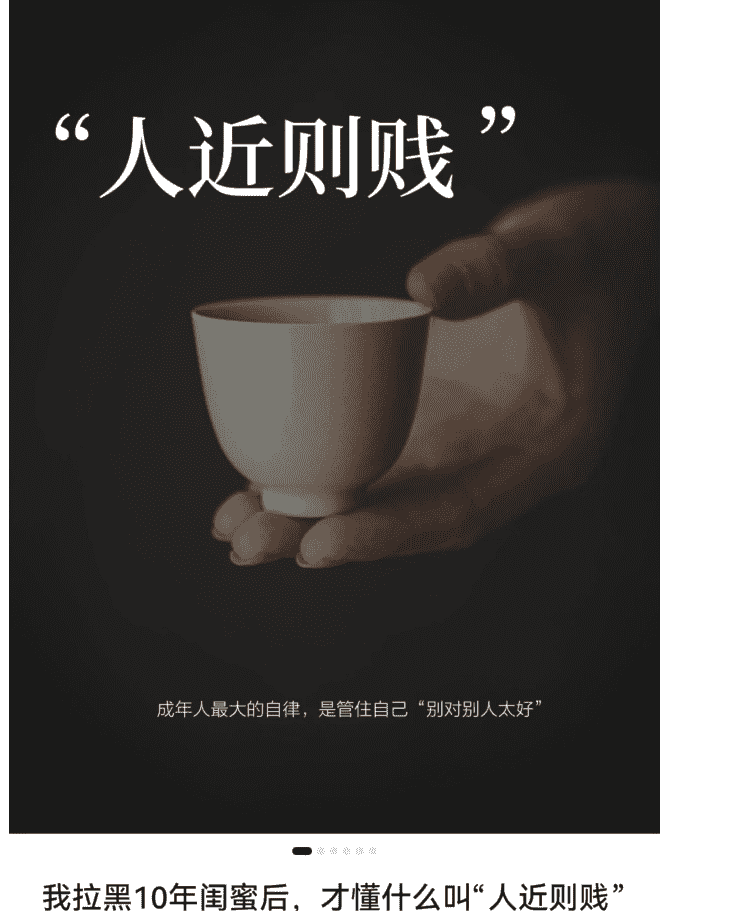 “人近则贱”
成年人最大的自律，是管住自己“别对别人太好”
我拉黑10年闺蜜后，才懂什么叫“人近则贱”